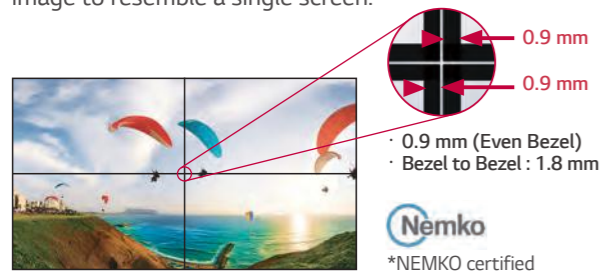 image to resemble a single screen.
0.9 mm
0.9 mm
· 0.9 mm (Even Bezel)
· Bezel to Bezel : 1.8 mm
Nemko
*NEMKO certified